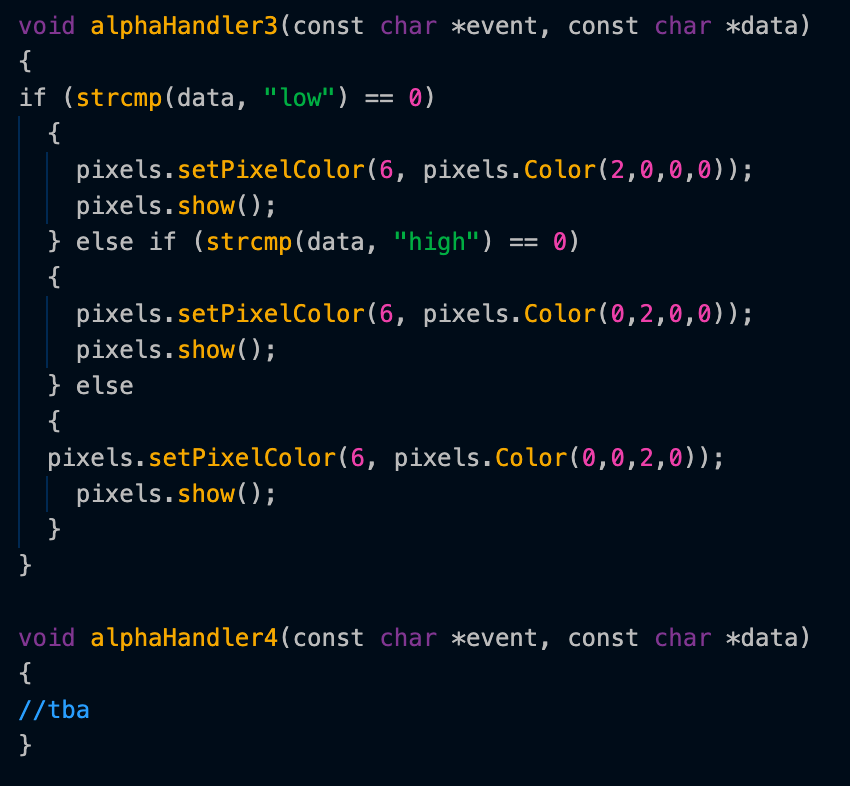 void alphaHandler3(const char *event, const char *data)
{
if (strcmp(data, "low") == 0)
  {
    pixels.setPixelColor(6, pixels.Color(2,0,0,0));
    pixels.show();
  } else if (strcmp(data, "high") == 0)
  {
    pixels.setPixelColor(6, pixels.Color(0,2,0,0));
    pixels.show();
  } else
  {
  pixels.setPixelColor(6, pixels.Color(0,0,2,0));
    pixels.show();
  }
}

void alphaHandler4(const char *event, const char *data)
{
//tba
}